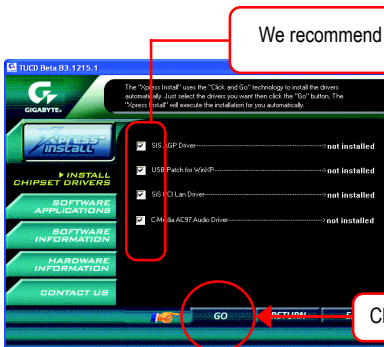 We recommend
TUCD Beta B3.1215.1
GIGABYTE
The "Xpress Install" uses the "Click and Go" technology to install the drivers
automatically. Just select the drivers you want then click the "Go" button, The
"Xpress Install" will execute the installation for you automatically.
Xpress-
INSTALL
SIS AGP Driver not installed
USB Patch for WinXP not installed
INSTALL
CHIPSET DRIVERS
SiS PCI Lan Driver not installed
C-Media AC97 Audio Driver not installed
SOFTWARE
APPLICATIONS
SOFTWARE
INFORMATION
HARDWARE
INFORMATION
CONTACT US
GO RETURN